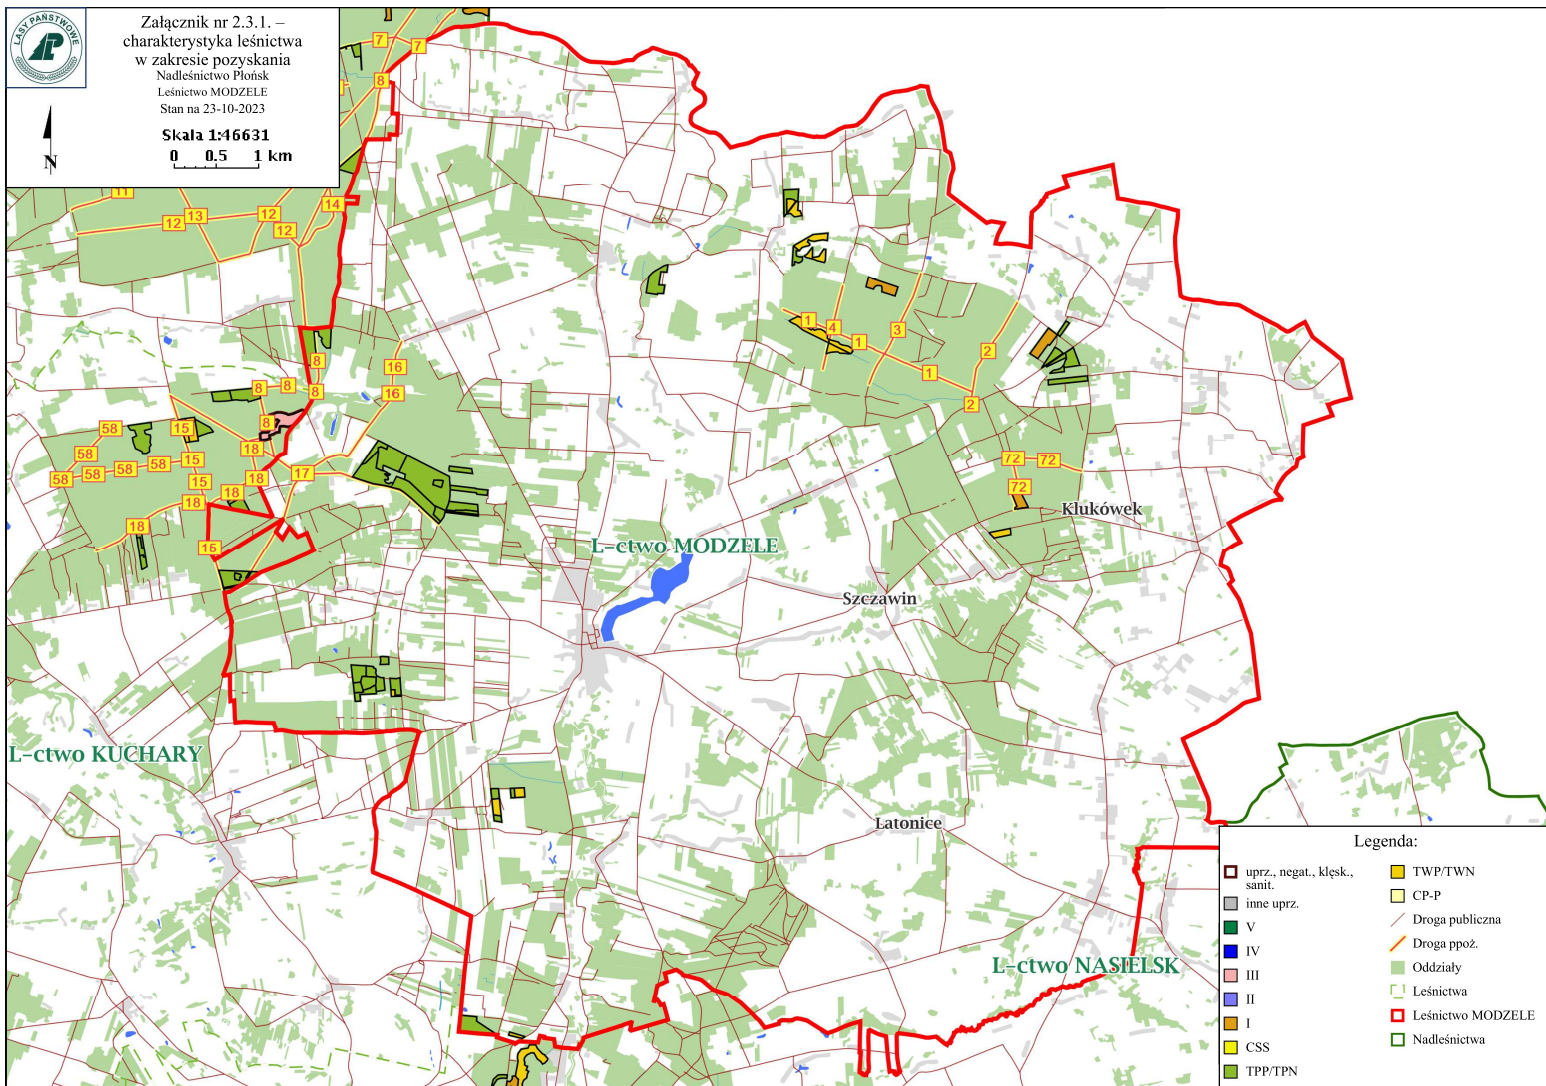 LASY PAŃSTWOWE
Załącznik nr 2.3.1. –
charakterystyka leśnictwa
w zakresie pozyskania
Nadleśnictwo Płońsk
Leśnictwo MODZELE
Stan na 23-10-2023
Skala 1:46631
0 0.5 1 km
N
7
7
8
11
12
13
12
12
14
8
8
8
8
8
16
16
15
58
58
58
58
58
58
15
15
18
18
18
18
18
15
17
1
4
1
3
1
2
2
72
72
72
Klukówek
L-ctwo MODZELE
Szczawin
L-ctwo KUCHARY
Latonice
L-ctwo NASIELSK
Legenda:
uprz., negat., klęsk.,
sanit.
inne uprz.
V
IV
III
II
I
CSS
TPP/TPN
TWP/TWN
CP-P
Droga publiczna
Droga ppoż.
Oddziały
Leśnictwa
Leśnictwo MODZELE
Nadleśnictwa